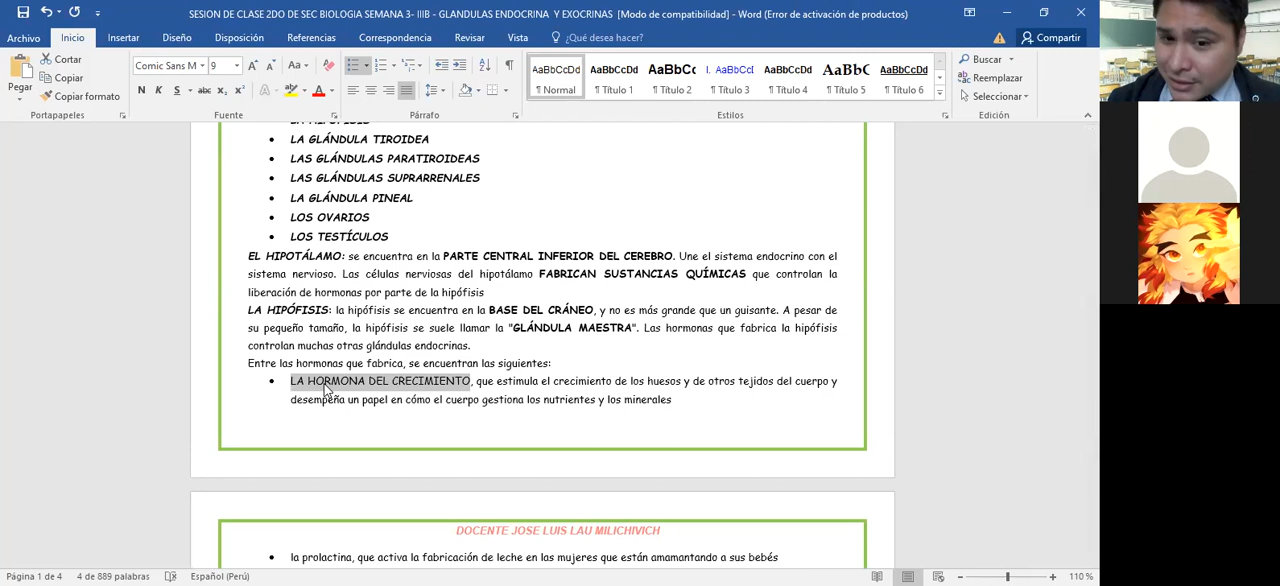 SESION DE CLASE 2DO DE SEC BIOLOGIA SEMANA 3- IIIB - GLANDULAS ENDOCRINA Y EXOCRINAS [Modo de compatibilidad] - Word (Error de activación de productos)
Archivo Inicio Insertar Diseño Disposición Referencias Correspondencia Revisar Vista ¿Qué desea hacer? Compartir
Pegar
Cortar
Copiar
Copiar formato
Portapapeles
Comic Sans M 9
N K S abc x₂ x²
Fuente
Párrafo
AaBbCcDd AaBbCcDd AaBbCc I. AaBbCcI AaBbCcDd AaBbC AaBbCcDd
¶ Normal ¶ Título 1 ¶ Título 2 ¶ Título 3 ¶ Título 4 ¶ Título 5 ¶ Título 6
Estilos
Buscar
Reemplazar
Seleccionar
Edición
LA HIPÓFISIS
• LA GLÁNDULA TIROIDEA
• LAS GLÁNDULAS PARATIROIDEAS
• LAS GLÁNDULAS SUPRARRENALES
• LA GLÁNDULA PINEAL
• LOS OVARIOS
• LOS TESTÍCULOS
EL HIPOTÁLAMO: se encuentra en la PARTE CENTRAL INFERIOR DEL CEREBRO. Une el sistema endocrino con el
sistema nervioso. Las células nerviosas del hipotálamo FABRICAN SUSTANCIAS QUÍMICAS que controlan la
liberación de hormonas por parte de la hipófisis
LA HIPÓFISIS: la hipófisis se encuentra en la BASE DEL CRÁNEO, y no es más grande que un guisante. A pesar de
su pequeño tamaño, la hipófisis se suele llamar la "GLÁNDULA MAESTRA". Las hormonas que fabrica la hipófisis
controlan muchas otras glándulas endocrinas.
Entre las hormonas que fabrica, se encuentran las siguientes:
• LA HORMONA DEL CRECIMIENTO, que estimula el crecimiento de los huesos y de otros tejidos del cuerpo y
desempeña un papel en cómo el cuerpo gestiona los nutrientes y los minerales
DOCENTE JOSE LUIS LAU MILICHIVICH
• la prolactina, que activa la fabricación de leche en las mujeres que están amamantando a sus bebés
Página 1 de 4 4 de 889 palabras Español (Perú) 110 %